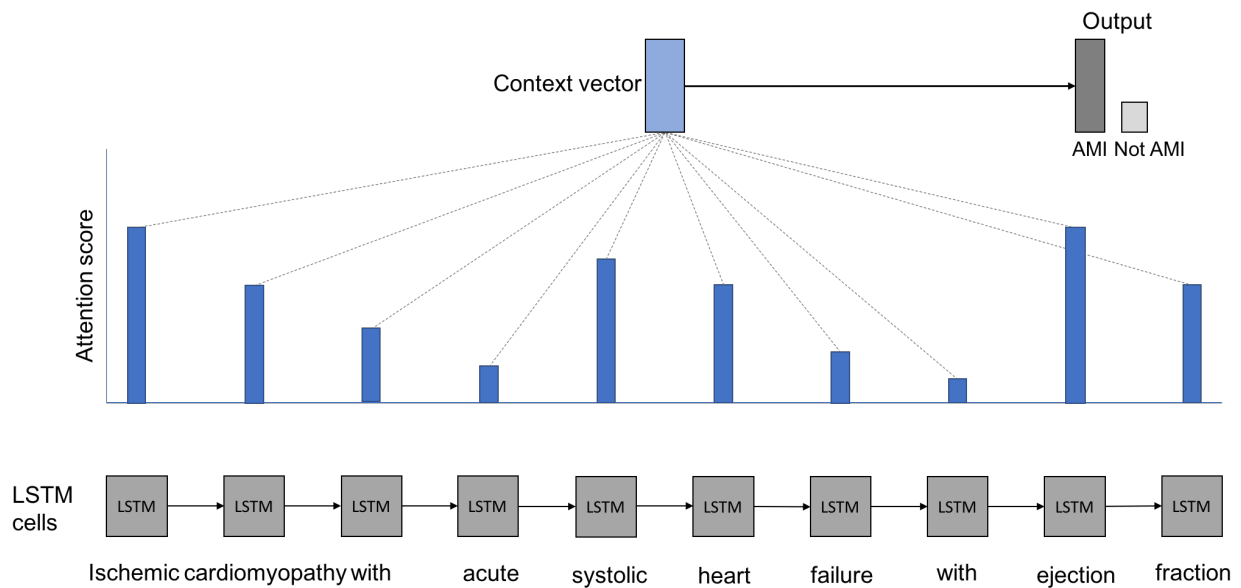 Output
Context vector
AMI Not AMI
Attention score
LSTM cells
LSTM LSTM LSTM LSTM LSTM LSTM LSTM LSTM LSTM LSTM
Ischemic cardiomyopathy with acute systolic heart failure with ejection fraction